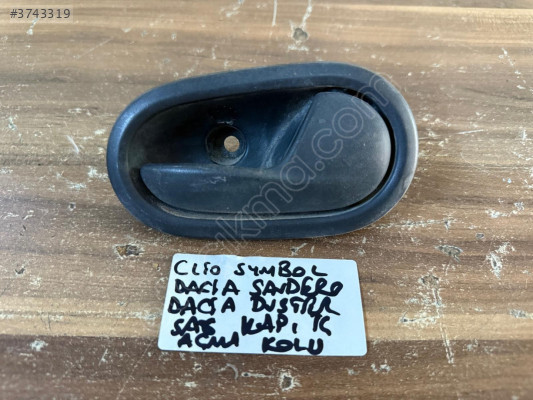 #3743319
CLIO SYMBOL
DACIA SANDERO
DACIA DUSTER
SAĞ KAPI İÇ
AÇMA KOLU